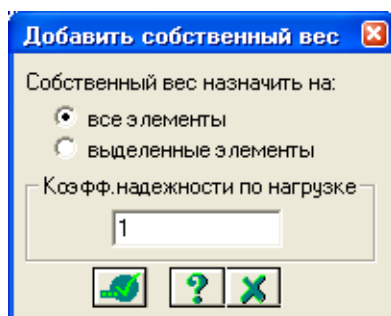 Добавить собственный вес
Собственный вес назначить на:
все элементы
выделенные элементы
Коэфф.надежности по нагрузке
1